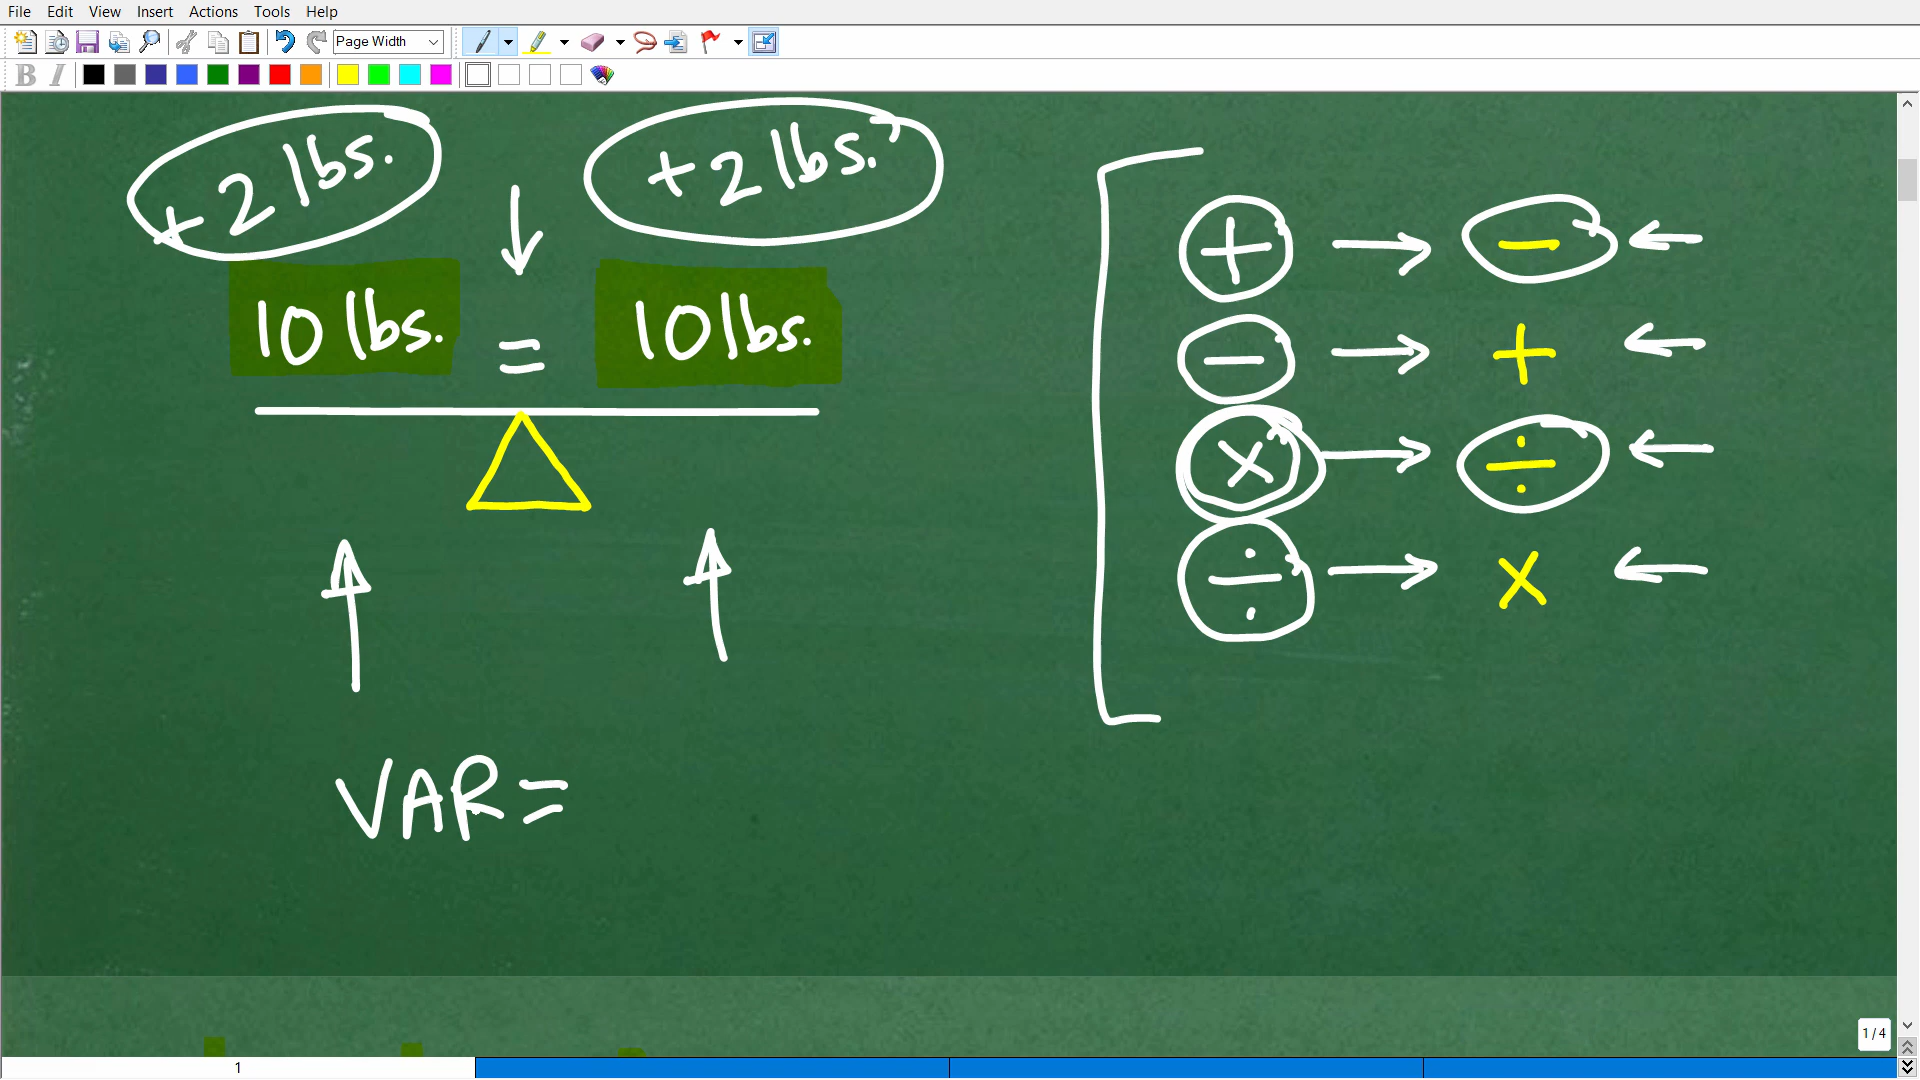 File Edit View Insert Actions Tools Help
Page Width
B I
+2 lbs. +2 lbs.
10 lbs. = 10 lbs.
VAR=
+ → - ←
- → + ←
× → ÷ ←
÷ → × ←
1 / 4
1